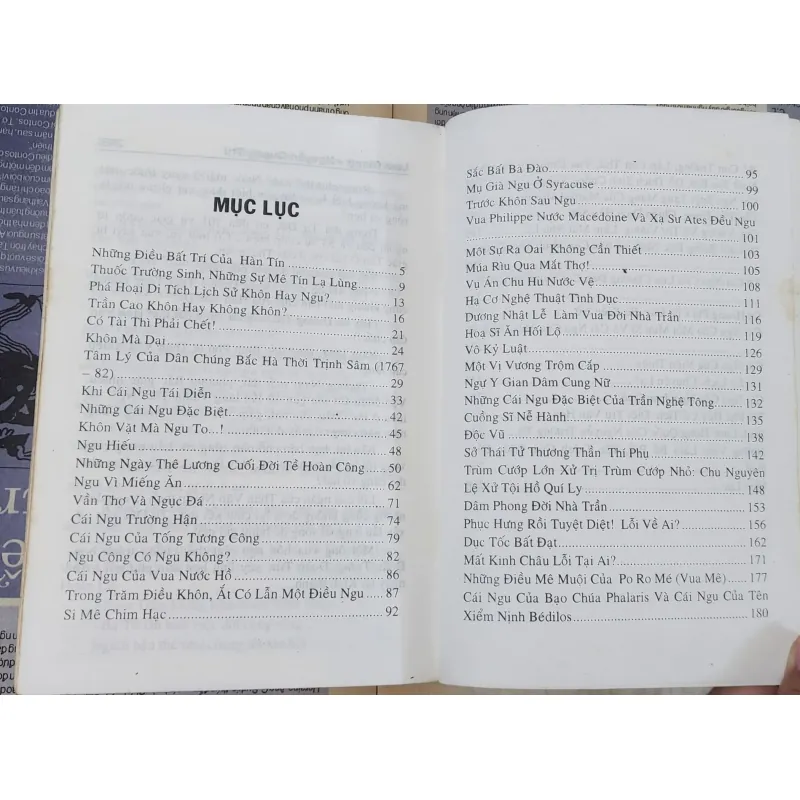 MỤC LỤC
Những Điều Bất Trí Của Hàn Tín 5
Thuốc Trường Sinh, Những Sự Mê Tín Lạ Lùng 9
Phá Hoại Di Tích Lịch Sử Khôn Hay Ngu? 13
Trần Cao Khôn Hay Không Khôn? 16
Có Tài Thì Phải Chết! 21
Khôn Mà Dại 24
Tâm Lý Của Dân Chúng Bắc Hà Thời Trịnh Sâm (1767
– 82) 29
Khi Cái Ngu Tái Diễn 33
Những Cái Ngu Đặc Biệt 42
Khôn Vặt Mà Ngu To...! 45
Ngu Hiếu 48
Những Ngày Thê Lương Cuối Đời Tề Hoàn Công 50
Ngu Vì Miếng Ăn 62
Vần Thơ Và Ngục Đá 71
Cái Ngu Trường Hận 74
Cái Ngu Của Tống Tương Công 79
Ngu Công Có Ngu Không? 82
Cái Ngu Của Vua Nước Hồ 86
Trong Trăm Điều Khôn, Ất Có Lẫn Một Điều Ngu 87
Si Mê Chim Hạc 92
Sắc Bất Ba Đào 95
Mụ Già Ngu Ở Syracuse 99
Trước Khôn Sau Ngu 100
Vua Philippe Nước Macédoine Và Xạ Sư Ates Đều Ngu
101
Một Sự Ra Oai Không Cần Thiết 103
Múa Rìu Qua Mắt Thợ! 105
Vụ Án Chu Hu Nước Vệ 108
Hạ Cơ Nghệ Thuật Tình Dục 111
Dương Nhật Lễ Làm Vua Đời Nhà Trần 116
Hoạ Sĩ Ăn Hối Lộ 119
Vô Kỷ Luật 126
Một Vị Vương Trộm Cắp 129
Ngự Y Gian Dâm Cung Nữ 131
Những Cái Ngu Đặc Biệt Của Trần Nghệ Tông 132
Cuồng Sĩ Nễ Hành 135
Độc Vũ 138
Sở Thái Tử Thương Thần Thí Phụ 142
Trùm Cướp Lớn Xử Trị Trùm Cướp Nhỏ: Chu Nguyên
Lệ Xử Tội Hồ Quí Ly 148
Dâm Phong Đời Nhà Trần 153
Phục Hưng Rồi Tuyệt Diệt! Lỗi Về Ai? 156
Dục Tốc Bất Đạt 162
Mất Kinh Châu Lỗi Tại Ai? 171
Những Điều Mê Muội Của Po Ro Mé (Vua Mê) 177
Cái Ngu Của Bạo Chúa Phalaris Và Cái Ngu Của Tên
Xiểm Nịnh Bédilos 180